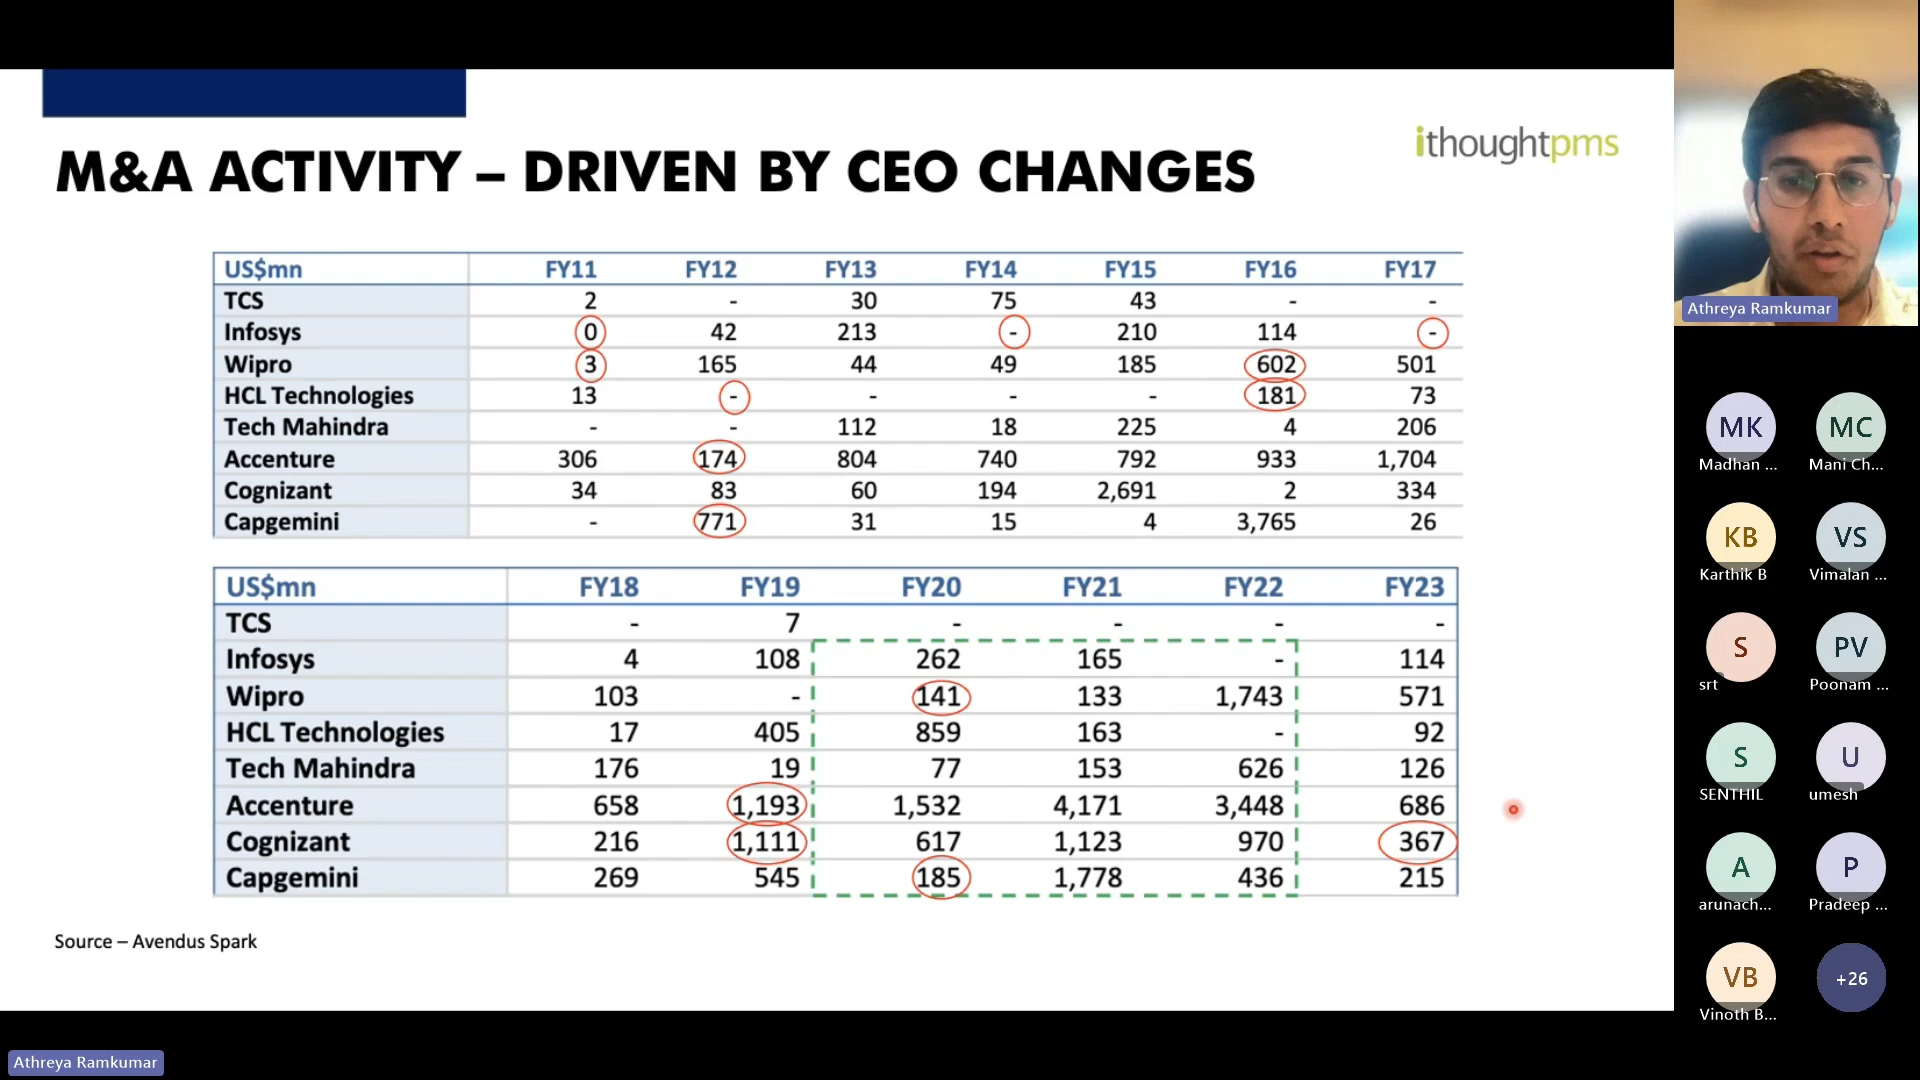 M&A ACTIVITY – DRIVEN BY CEO CHANGES
ithoughtpms
US$mn FY11 FY12 FY13 FY14 FY15 FY16 FY17
TCS 2 - 30 75 43 - -
Infosys 0 42 213 - 210 114 -
Wipro 3 165 44 49 185 602 501
HCL Technologies 13 - - - - 181 73
Tech Mahindra - - 112 18 225 4 206
Accenture 306 174 804 740 792 933 1,704
Cognizant 34 83 60 194 2,691 2 334
Capgemini - 771 31 15 4 3,765 26
US$mn FY18 FY19 FY20 FY21 FY22 FY23
TCS - 7 - - - -
Infosys 4 108 262 165 - 114
Wipro 103 - 141 133 1,743 571
HCL Technologies 17 405 859 163 - 92
Tech Mahindra 176 19 77 153 626 126
Accenture 658 1,193 1,532 4,171 3,448 686
Cognizant 216 1,111 617 1,123 970 367
Capgemini 269 545 185 1,778 436 215
Source – Avendus Spark
Athreya Ramkumar
Athreya Ramkumar
MK MC
Madhan ... Mani Ch...
KB VS
Karthik B Vimalan ...
S PV
srt Poonam ...
S U
SENTHIL umesh
A P
arunach... Pradeep ...
VB +26
Vinoth B...